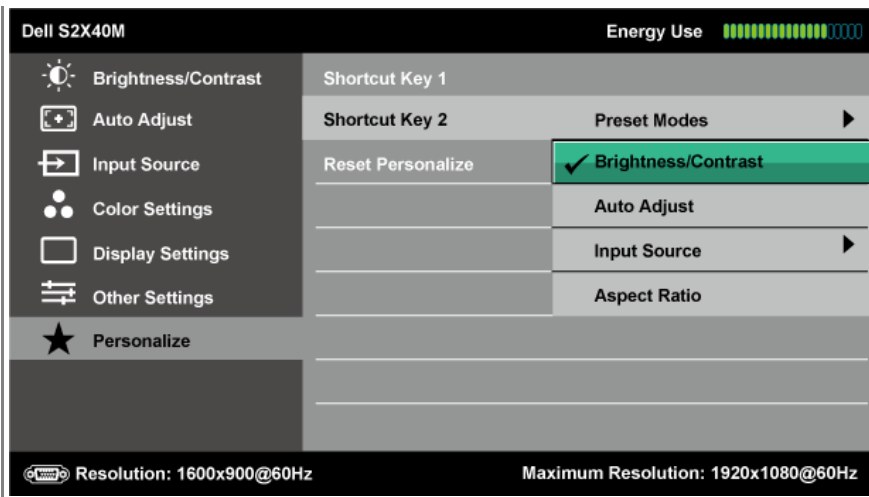 Dell S2X40M Energy Use
Brightness/Contrast Shortcut Key 1
Auto Adjust Shortcut Key 2 Preset Modes
Input Source Reset Personalize Brightness/Contrast
Color Settings Auto Adjust
Display Settings Input Source
Other Settings Aspect Ratio
Personalize
Resolution: 1600x900@60Hz Maximum Resolution: 1920x1080@60Hz